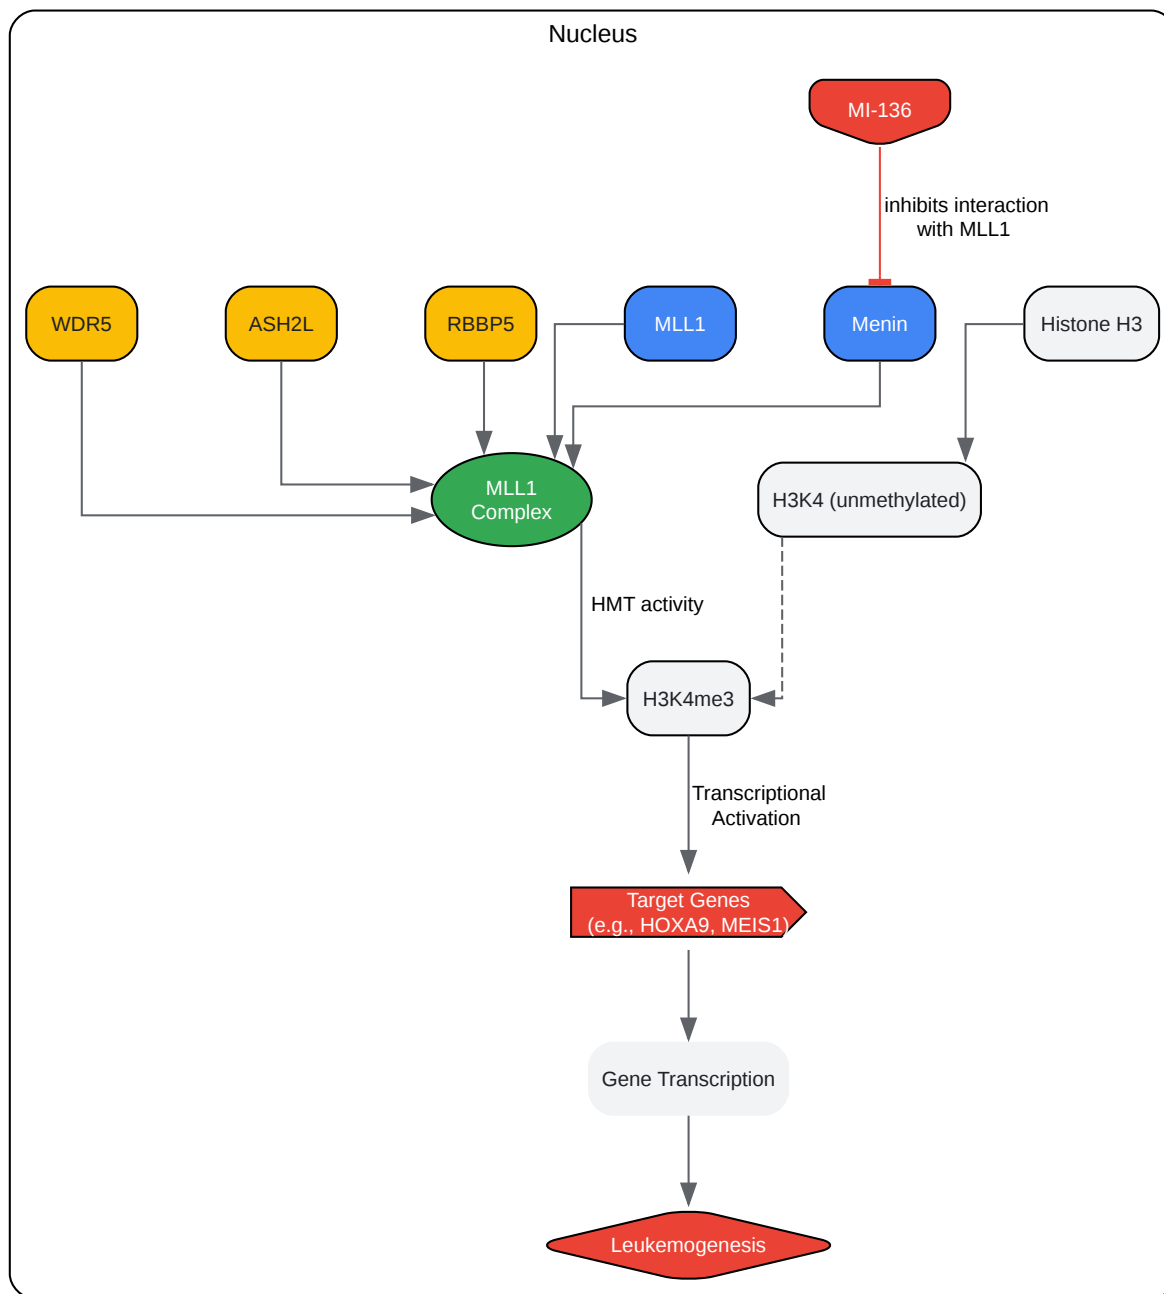 Nucleus
MI-136
inhibits interaction
with MLL1
WDR5
ASH2L
RBBP5
MLL1
Menin
Histone H3
MLL1
Complex
H3K4 (unmethylated)
HMT activity
H3K4me3
Transcriptional
Activation
Target Genes
(e.g., HOXA9, MEIS1)
Gene Transcription
Leukemogenesis